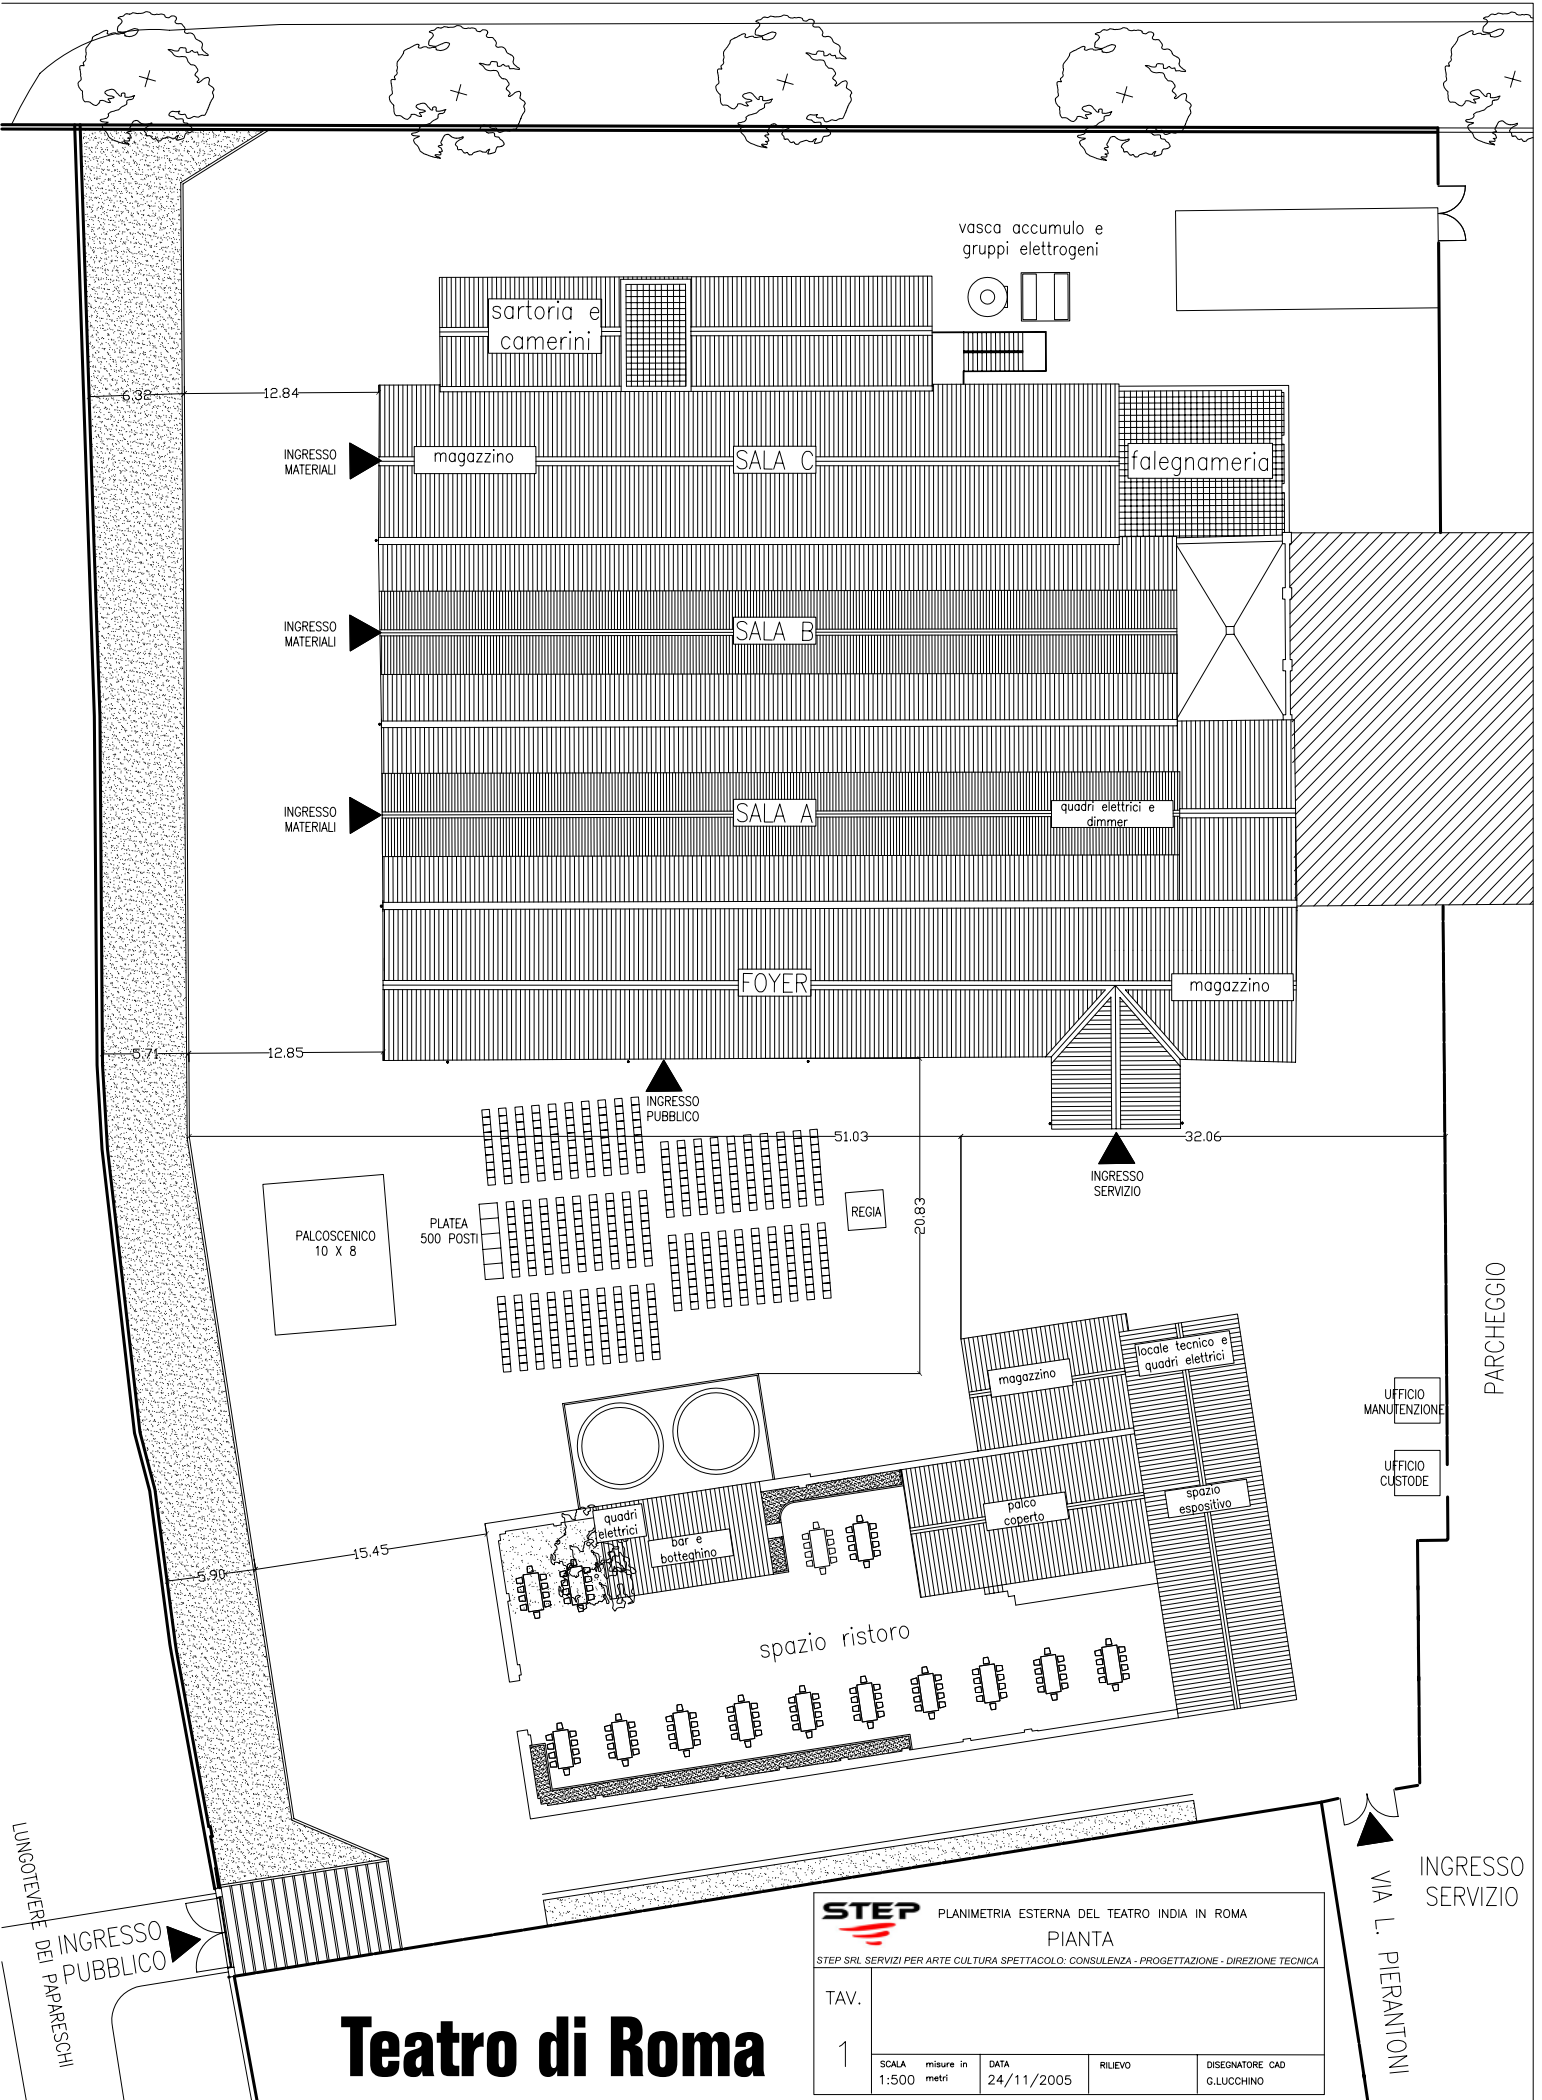 vasca accumulo e
gruppi elettrogeni
sartoria e
camerini
6.32
12.84
INGRESSO
MATERIALI
magazzino
SALA C
falegnameria
INGRESSO
MATERIALI
SALA B
INGRESSO
MATERIALI
SALA A
quadri elettrici e
dimmer
FOYER
magazzino
5.71
12.85
INGRESSO
PUBBLICO
51.03
32.06
INGRESSO
SERVIZIO
PALCOSCENICO
10 X 8
PLATEA
500 POSTI
REGIA
20.83
PARCHEGGIO
locale tecnico e
quadri elettrici
magazzino
UFFICIO
MANUTENZIONE
UFFICIO
CUSTODE
spazio
espositivo
palco
coperto
quadri
elettrici
bar e
botteghino
15.45
5.90
spazio ristoro
LUNGOTEVERE DEI PAPARESCHI
INGRESSO
PUBBLICO
VIA L. PIERANTONI
INGRESSO
SERVIZIO
STEP
PLANIMETRIA ESTERNA DEL TEATRO INDIA IN ROMA
PIANTA
STEP SRL SERVIZI PER ARTE CULTURA SPETTACOLO: CONSULENZA - PROGETTAZIONE - DIREZIONE TECNICA
TAV.
1
SCALA misure in
1:500 metri
DATA
24/11/2005
RILIEVO
DISEGNATORE CAD
G.LUCCHINO
Teatro di Roma